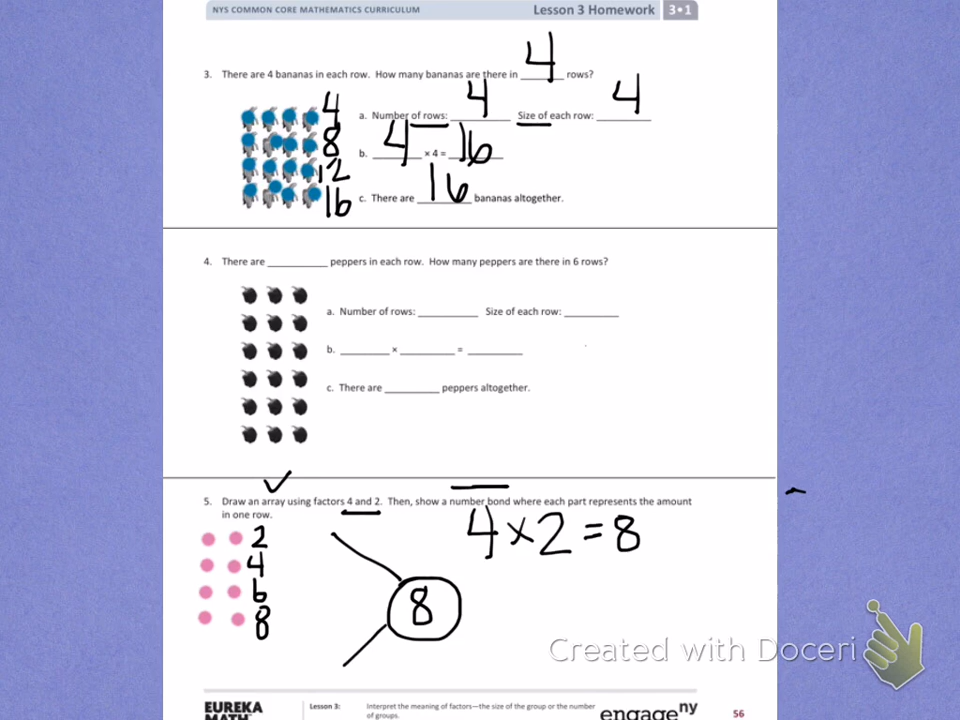 NYS COMMON CORE MATHEMATICS CURRICULUM Lesson 3 Homework 3•1
3. There are 4 bananas in each row. How many bananas are there in 4 rows?
4
8
12
16
a. Number of rows: 4 Size of each row: 4
b. 4 × 4 = 16
c. There are 16 bananas altogether.
4. There are __________ peppers in each row. How many peppers are there in 6 rows?
a. Number of rows: __________ Size of each row: __________
b. ________ × ________ = ________
c. There are ________ peppers altogether.
5. Draw an array using factors 4 and 2. Then, show a number bond where each part represents the amount
in one row.
4×2=8
2
4
6
8
8
Created with Doceri
EUREKA
MATH
Lesson 3: Interpret the meaning of factors—the size of the group or the number
of groups.
engageny
56